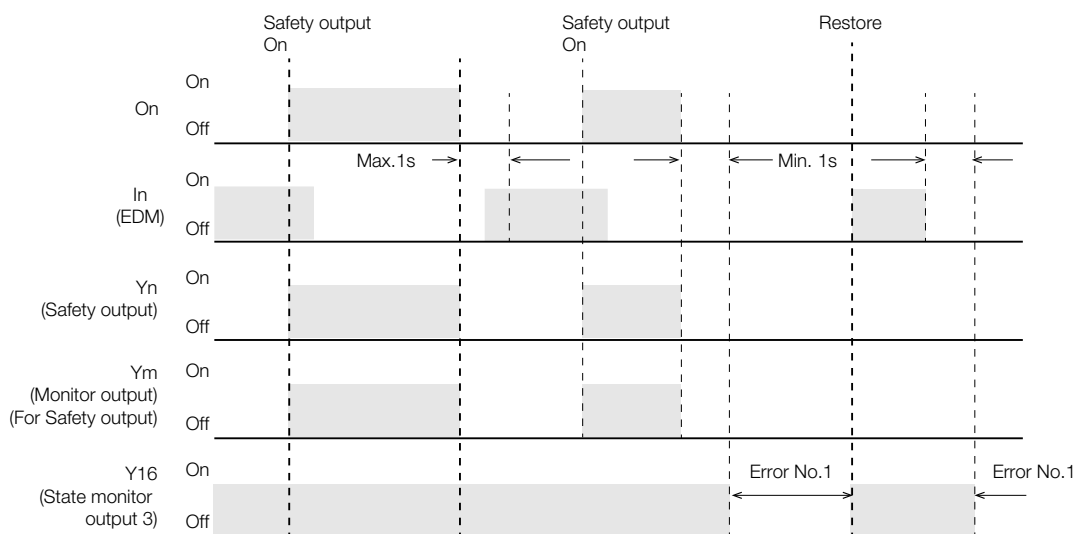 Safety output
On
Safety output
On
Restore
On
On
Off
Max.1s
Min. 1s
In
(EDM)
On
Off
Yn
(Safety output)
On
Off
Ym
(Monitor output)
(For Safety output)
On
Off
Y16
(State monitor
output 3)
On
Off
Error No.1
Error No.1